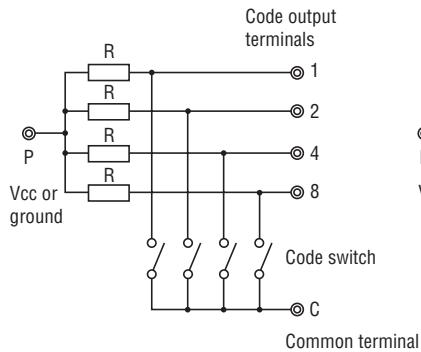 Code output
terminals
R
1
R
2
P
R
4
R
8
Vcc or
ground
Code switch
C
Common terminal